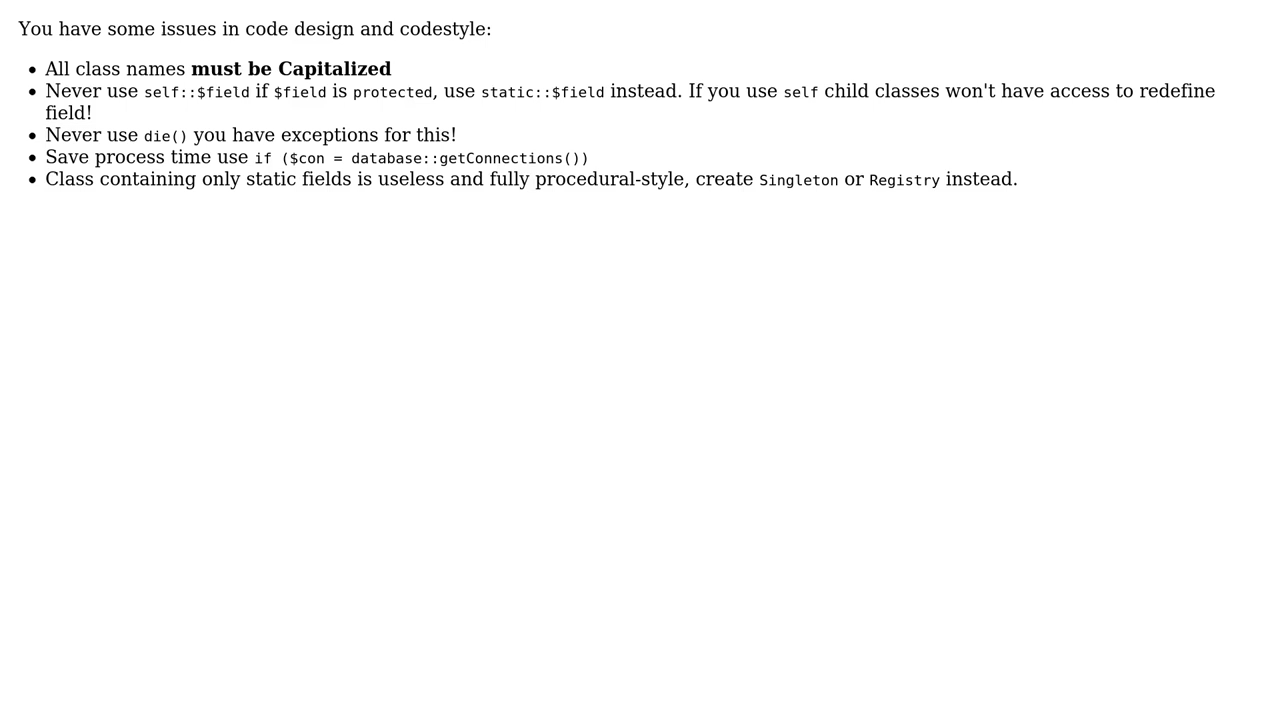 You have some issues in code design and codestyle:
• All class names must be Capitalized
• Never use self::$field if $field is protected, use static::$field instead. If you use self child classes won't have access to redefine
field!
• Never use die() you have exceptions for this!
• Save process time use if ($con = database::getConnections())
• Class containing only static fields is useless and fully procedural-style, create Singleton or Registry instead.